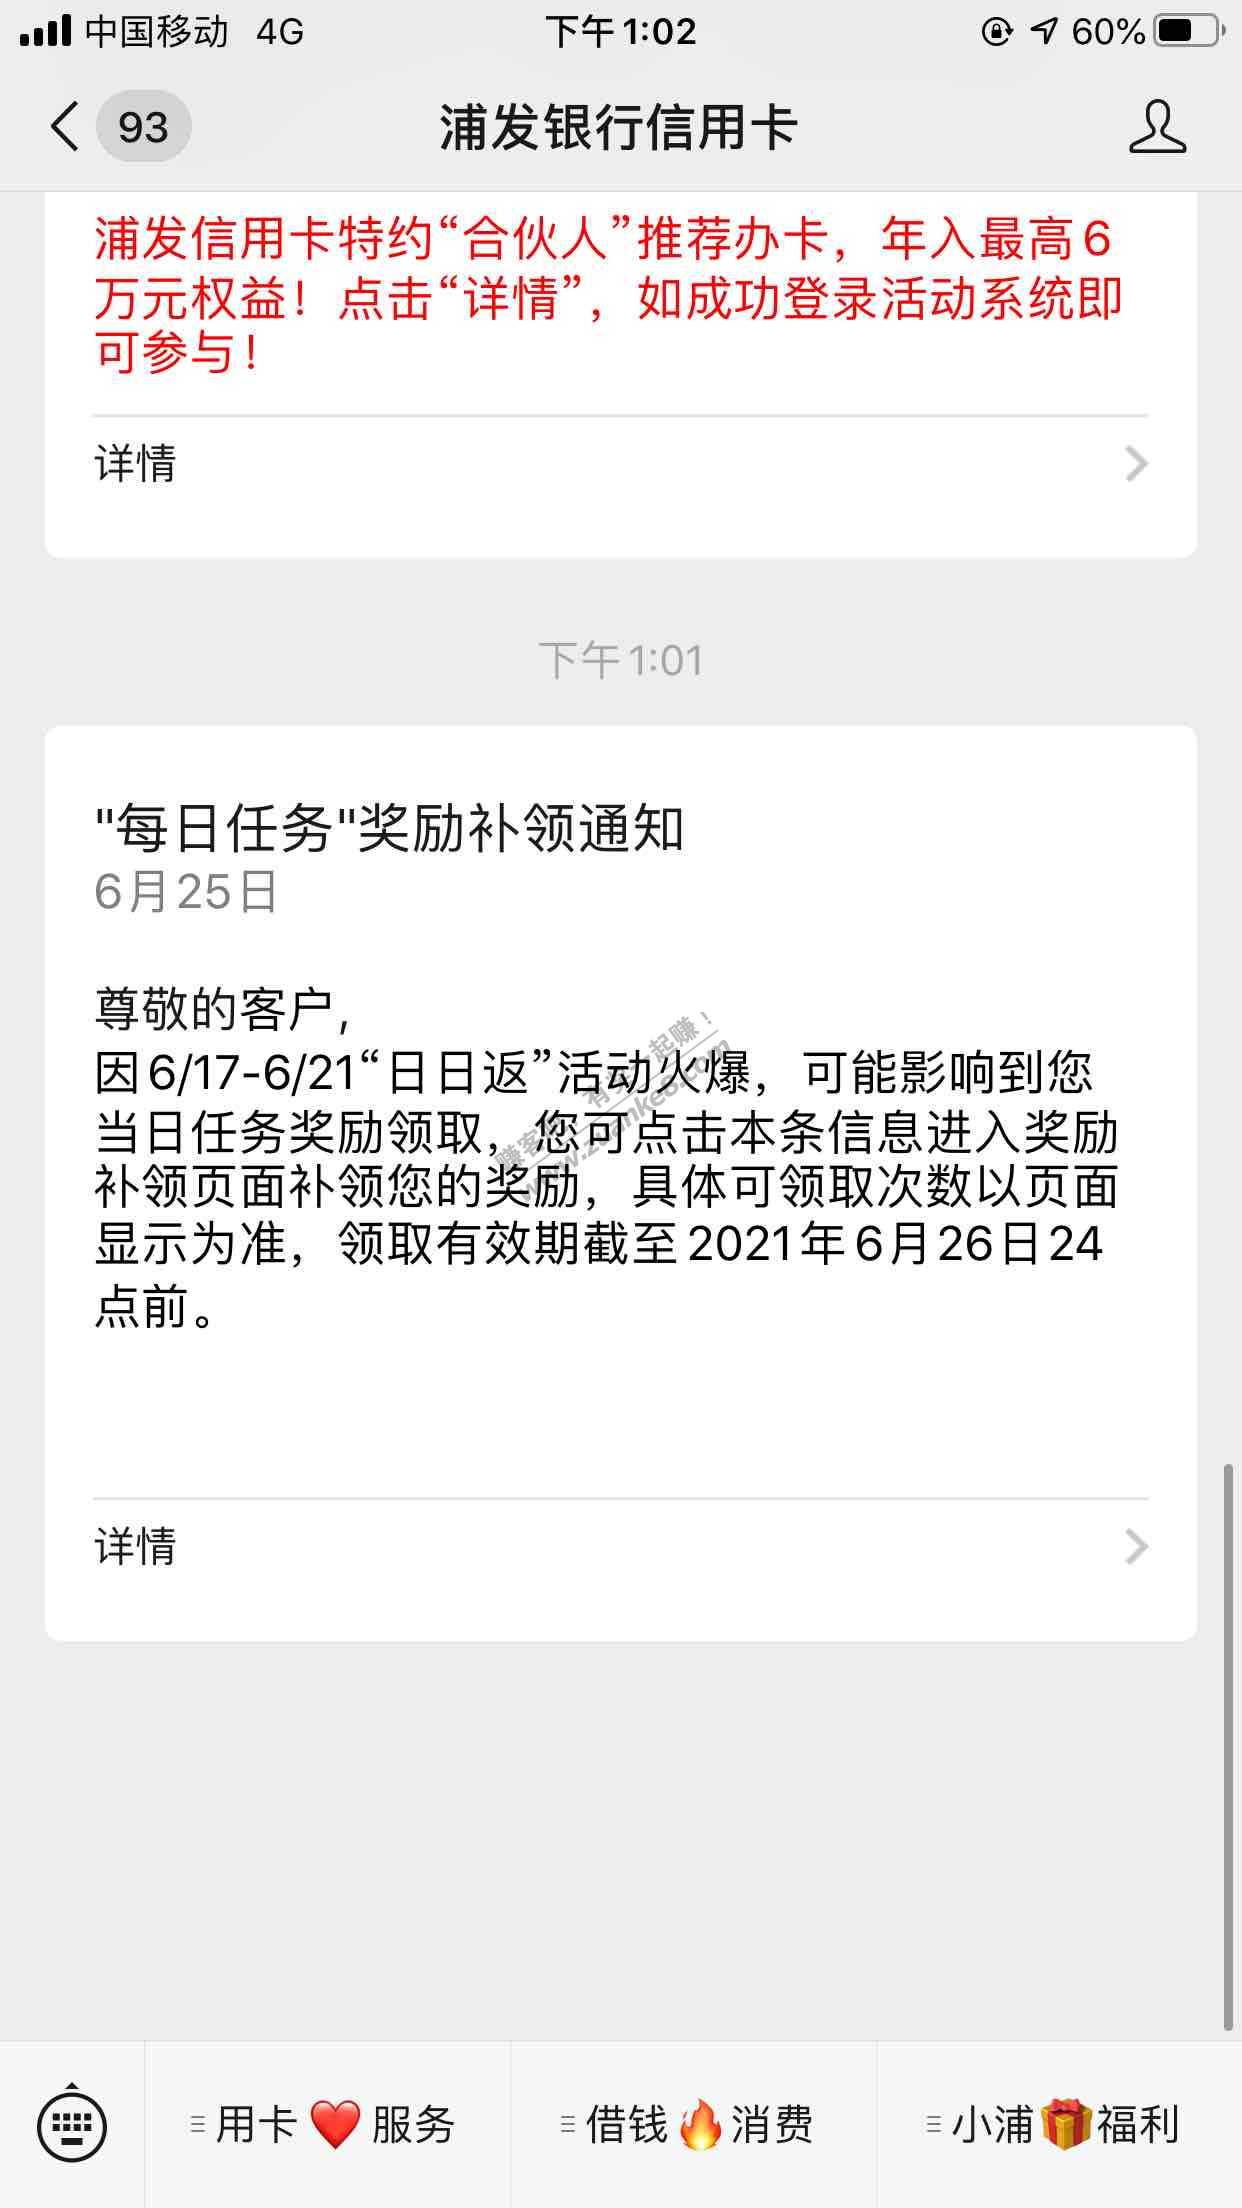 中国移动 4G 下午1:02 60%
93 浦发银行信用卡
浦发信用卡特约“合伙人”推荐办卡，年入最高6
万元权益！点击“详情”，如成功登录活动系统即
可参与！
详情
下午1:01
"每日任务"奖励补领通知
6月25日
尊敬的客户,
因6/17-6/21“日日返”活动火爆，可能影响到您
当日任务奖励领取，您可点击本条信息进入奖励
补领页面补领您的奖励，具体可领取次数以页面
显示为准，领取有效期截至2021年6月26日24
点前。
www.zuanke8.com
详情
用卡❤️服务 借钱🔥消费 小浦🎁福利